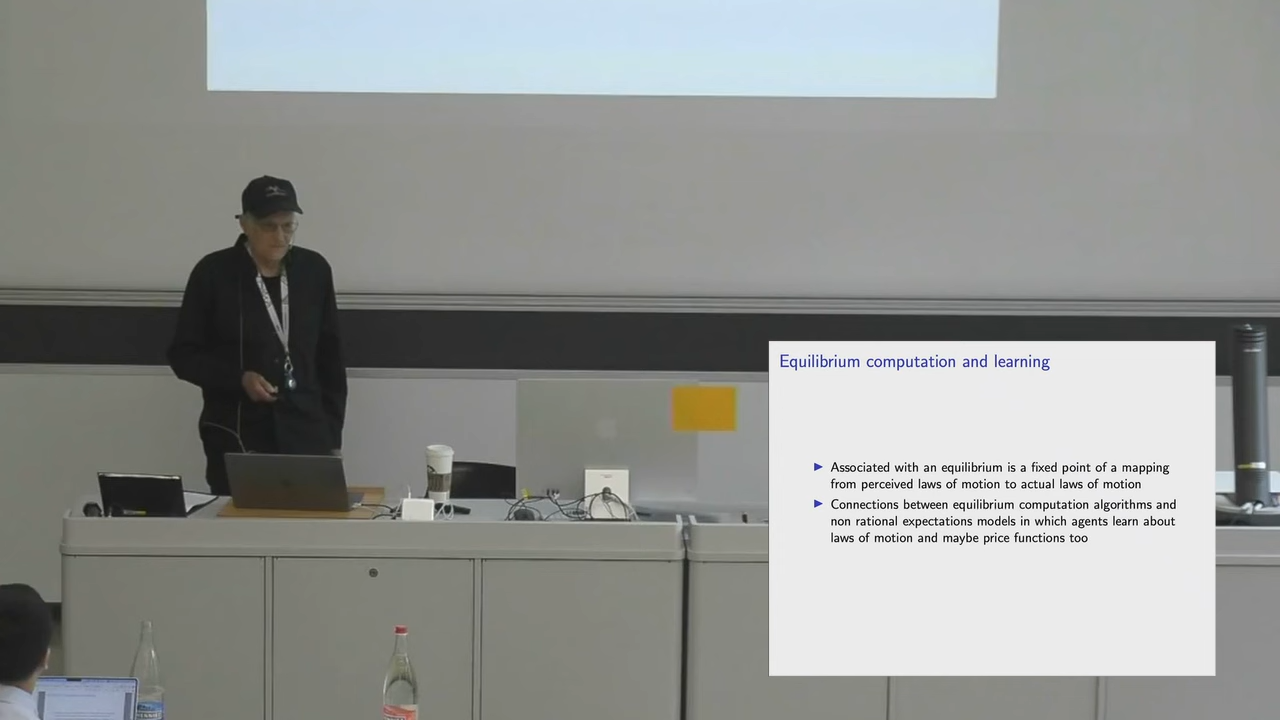 Equilibrium computation and learning
Associated with an equilibrium is a fixed point of a mapping
from perceived laws of motion to actual laws of motion
Connections between equilibrium computation algorithms and
non rational expectations models in which agents learn about
laws of motion and maybe price functions too